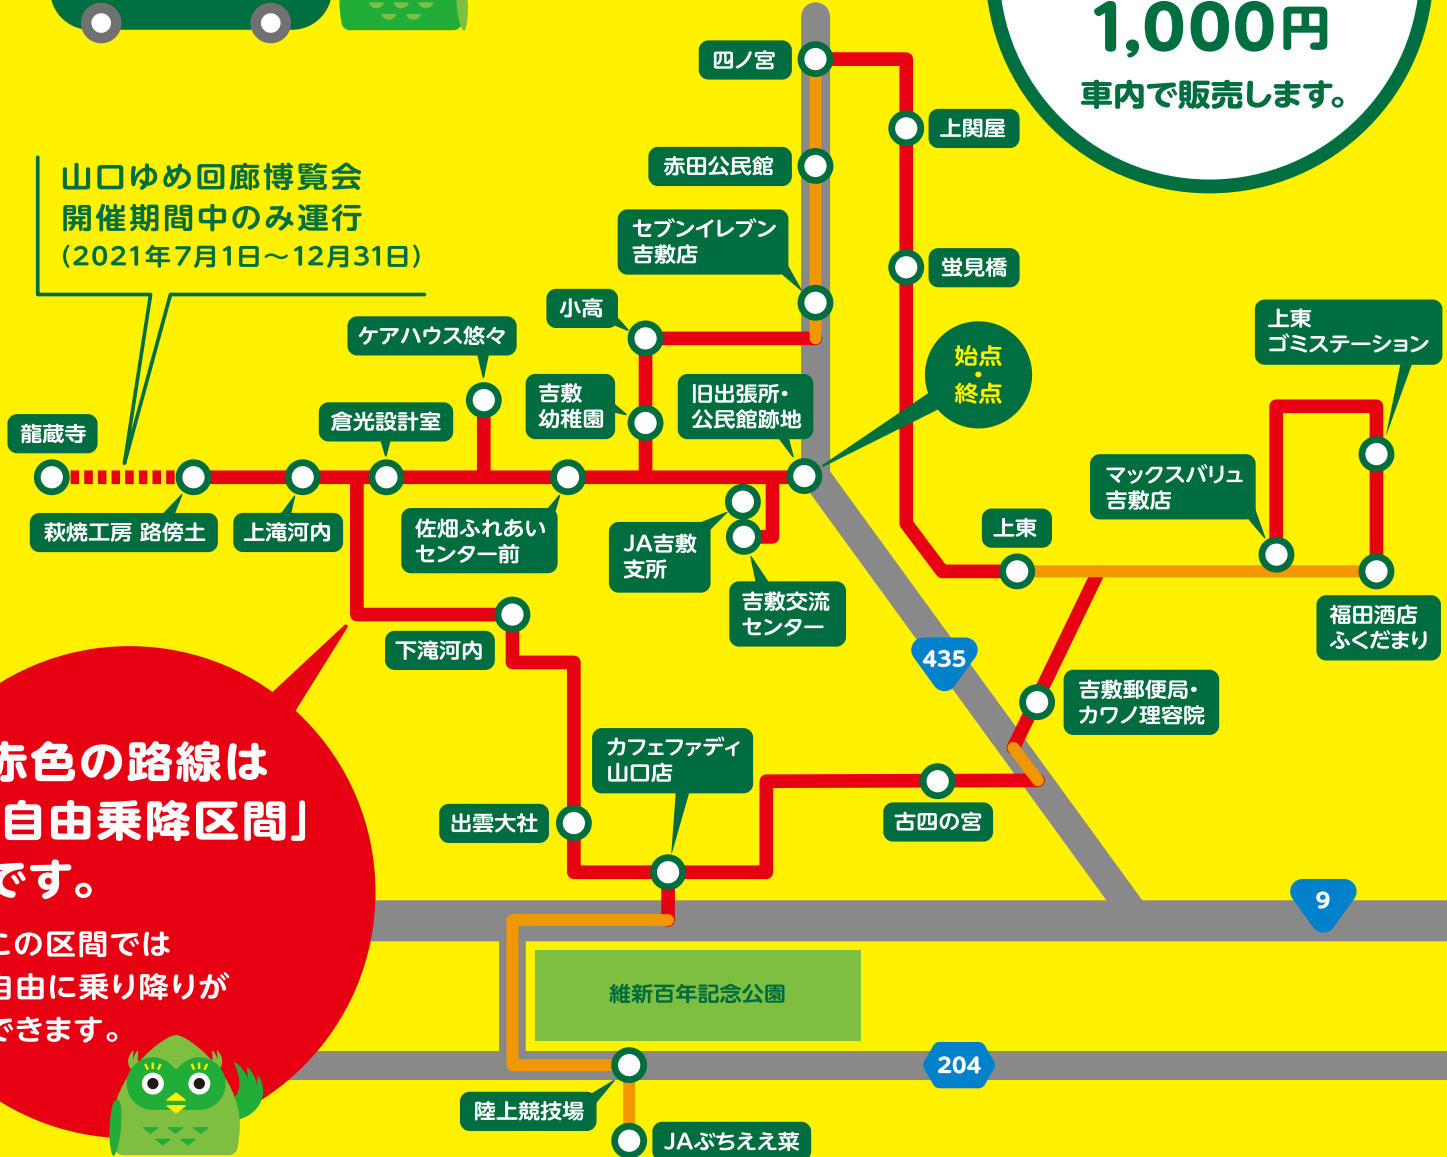 1,000円
車内で販売します。
四ノ宮
上関屋
赤田公民館
山口ゆめ回廊博覧会
開催期間中のみ運行
(2021年7月1日〜12月31日)
セブンイレブン
吉敷店
蛍見橋
小高
上東
ゴミステーション
ケアハウス悠々
始点
・
終点
吉敷
幼稚園
旧出張所・
公民館跡地
倉光設計室
龍蔵寺
マックスバリュ
吉敷店
萩焼工房 路傍土
上滝河内
佐畑ふれあい
センター前
JA吉敷
支所
上東
吉敷交流
センター
福田酒店
ふくだまり
下滝河内
435
吉敷郵便局・
カワノ理容院
カフェファディ
山口店
赤色の路線は
自由乗降区間」
です。
この区間では
自由に乗り降りが
できます。
出雲大社
古四の宮
9
維新百年記念公園
204
陸上競技場
JAぶちええ菜